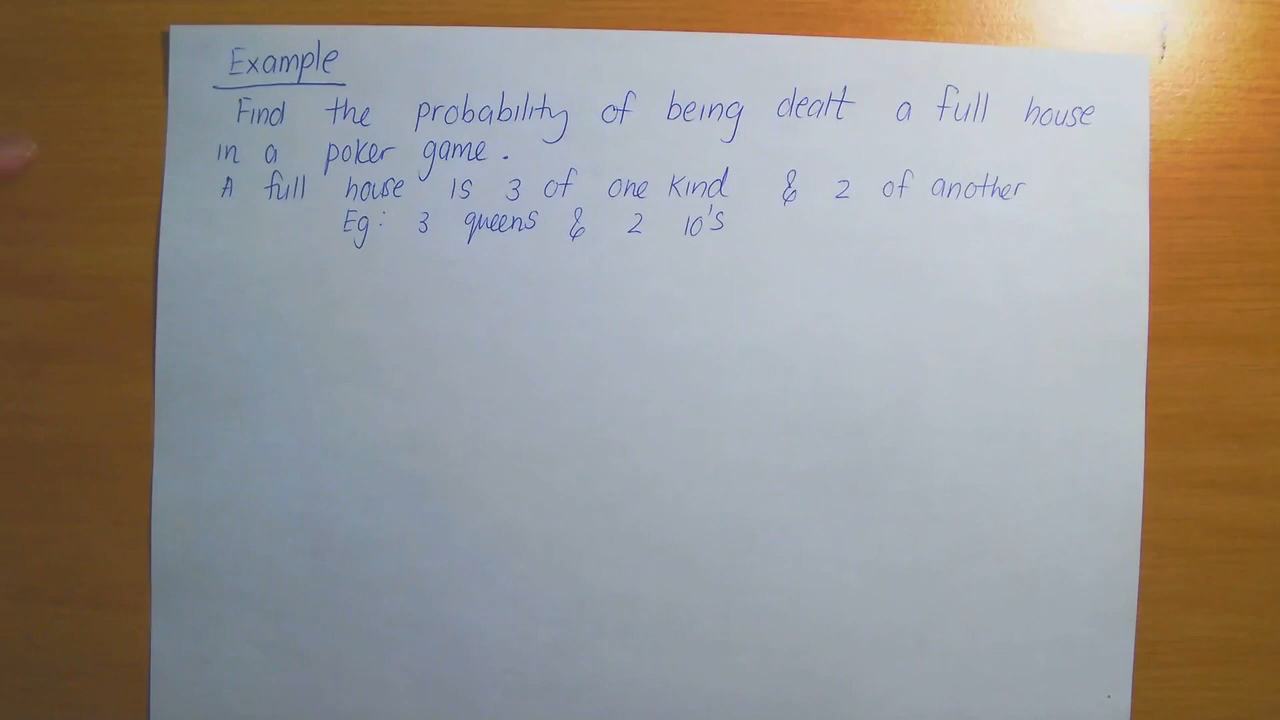 Example
Find the probability of being dealt a full house
in a poker game.
A full house is 3 of one kind & 2 of another
Eg: 3 queens & 2 10's